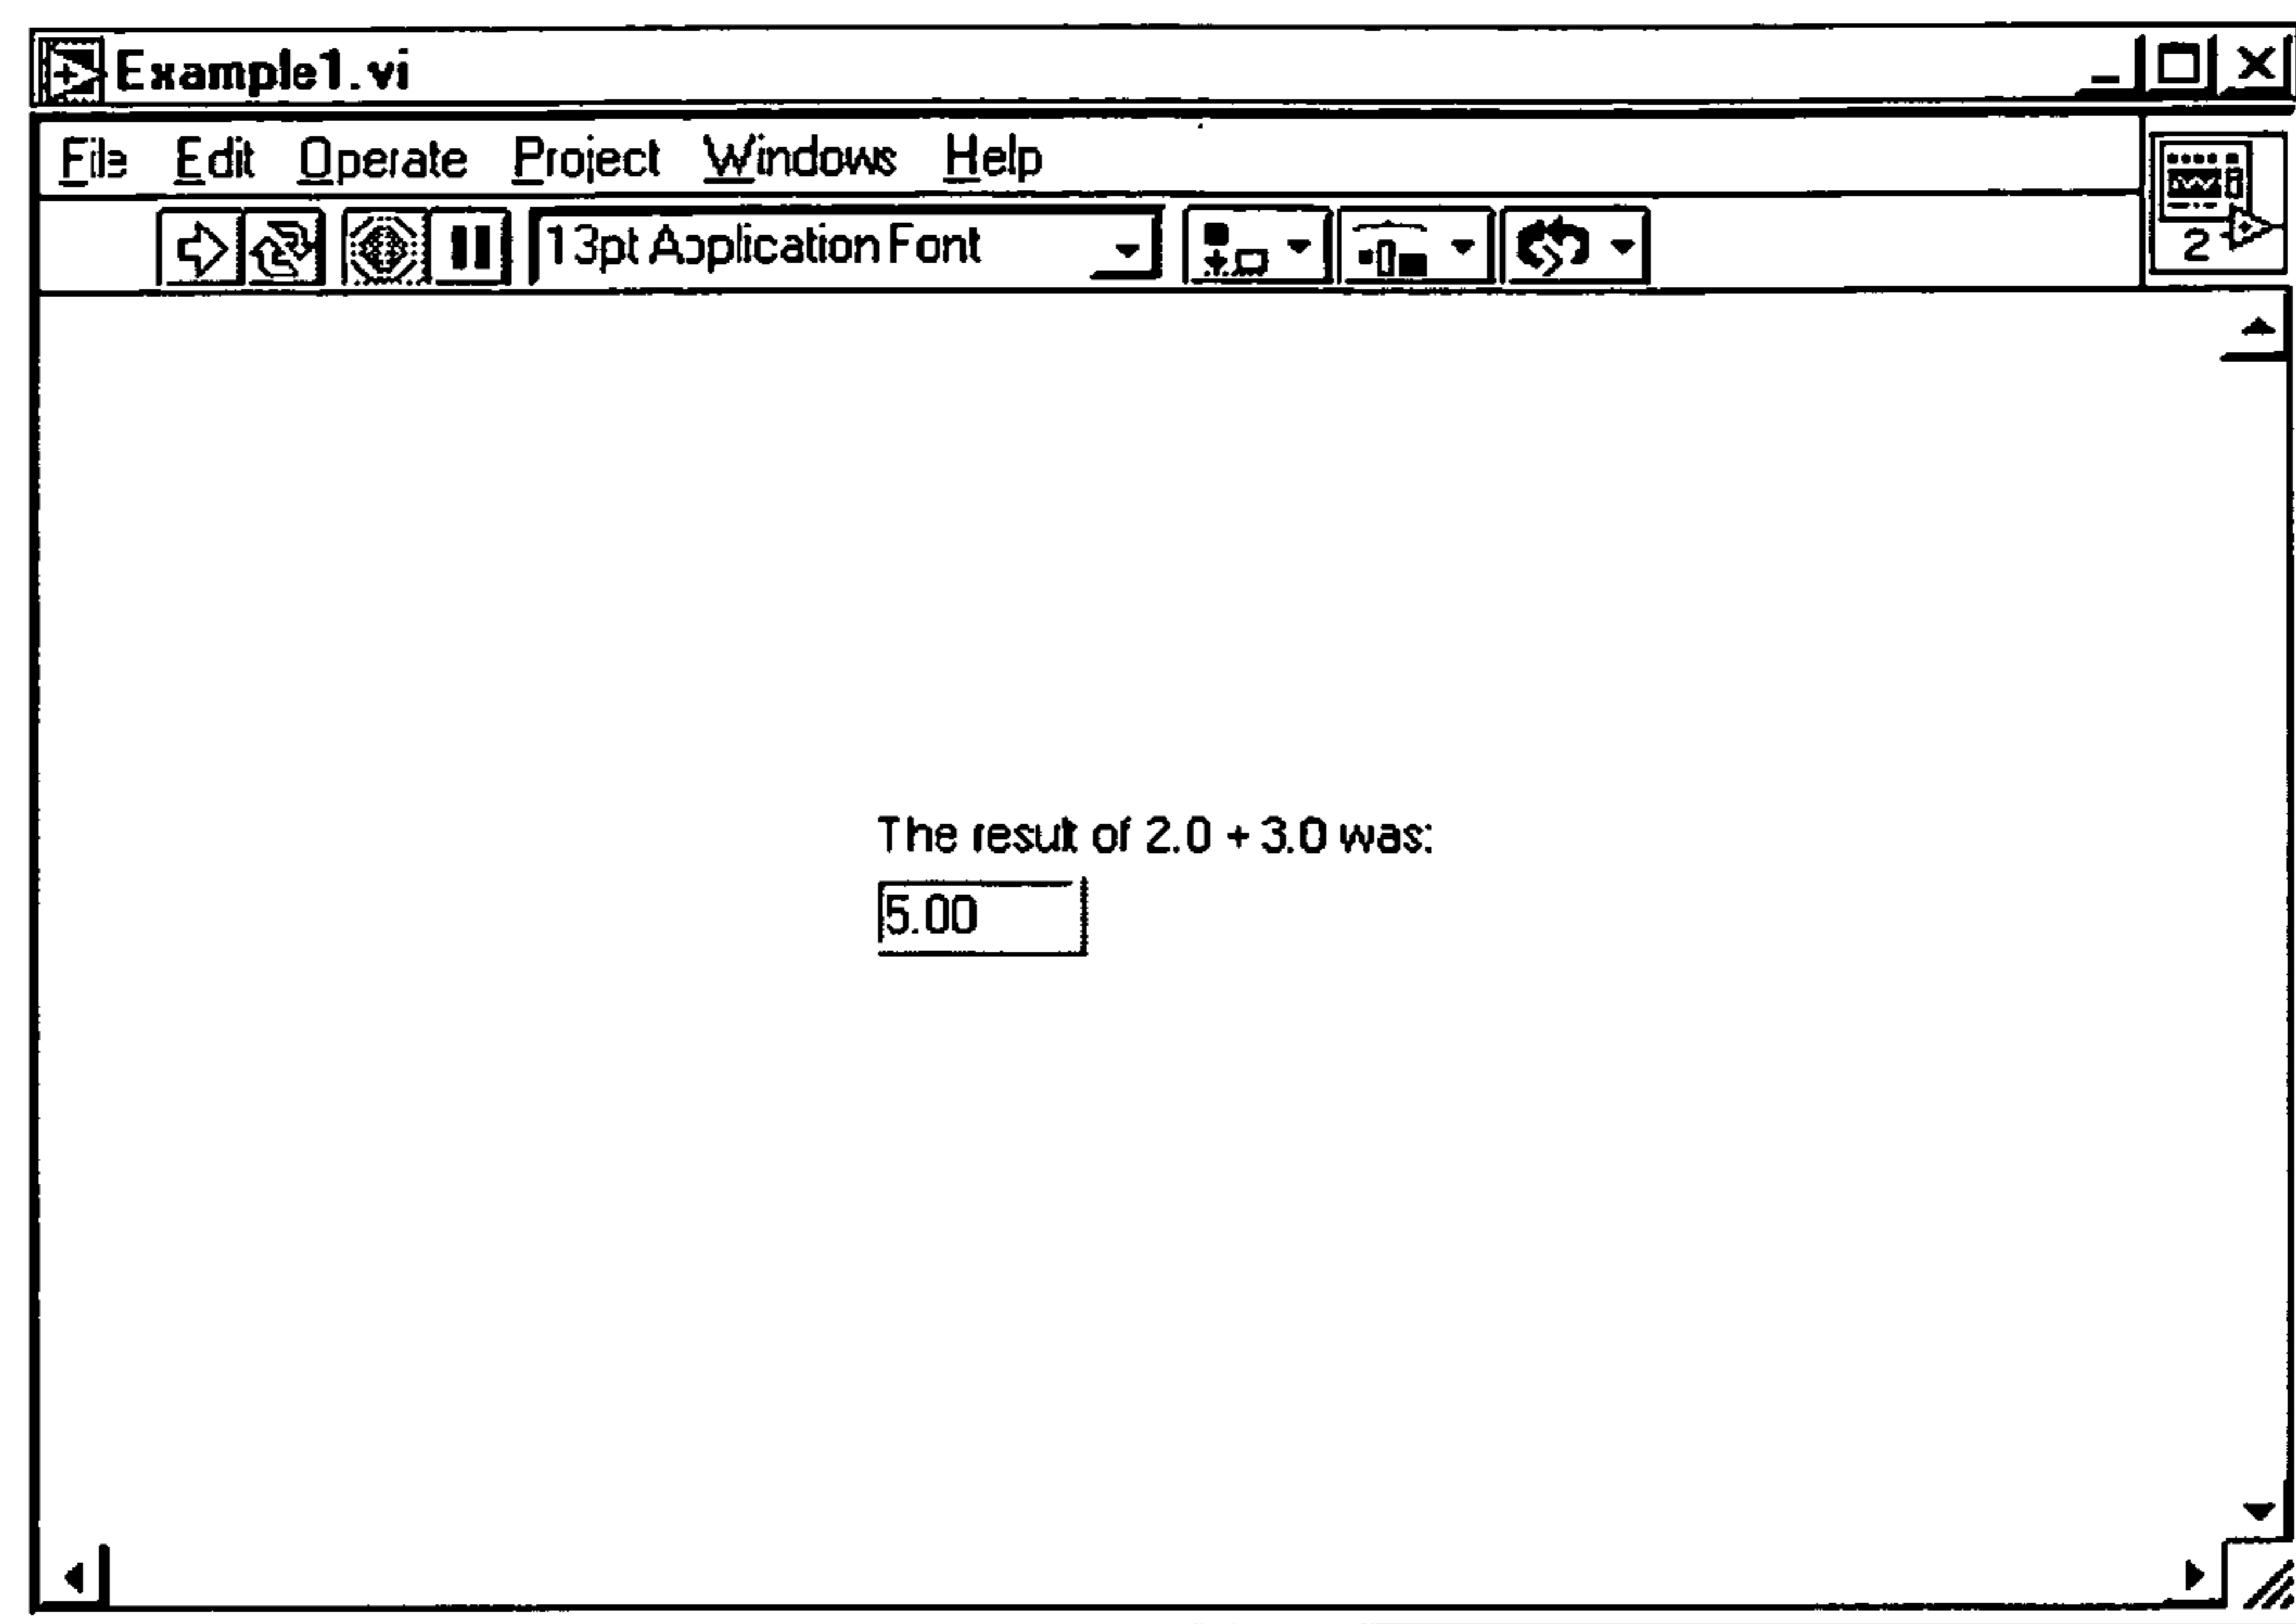 Example1.vi
File Edit Operate Project Windows Help
13pt Application Font
2
The result of 2.0 + 3.0 was:
5.00